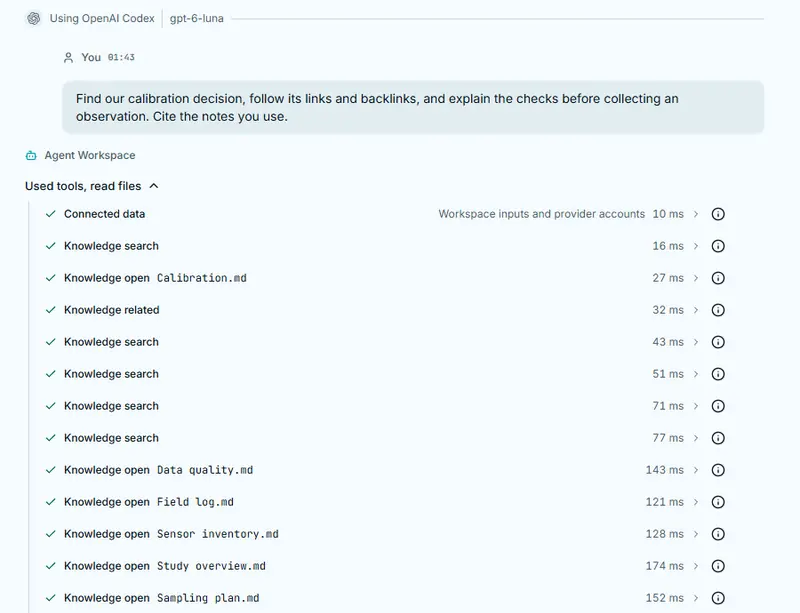 Using OpenAI Codex gpt-6-luna
You 01:43
Find our calibration decision, follow its links and backlinks, and explain the checks before collecting an
observation. Cite the notes you use.
Agent Workspace
Used tools, read files
Connected data Workspace inputs and provider accounts 10 ms
Knowledge search 16 ms
Knowledge open Calibration.md 27 ms
Knowledge related 32 ms
Knowledge search 43 ms
Knowledge search 51 ms
Knowledge search 71 ms
Knowledge search 77 ms
Knowledge open Data quality.md 143 ms
Knowledge open Field log.md 121 ms
Knowledge open Sensor inventory.md 128 ms
Knowledge open Study overview.md 174 ms
Knowledge open Sampling plan.md 152 ms